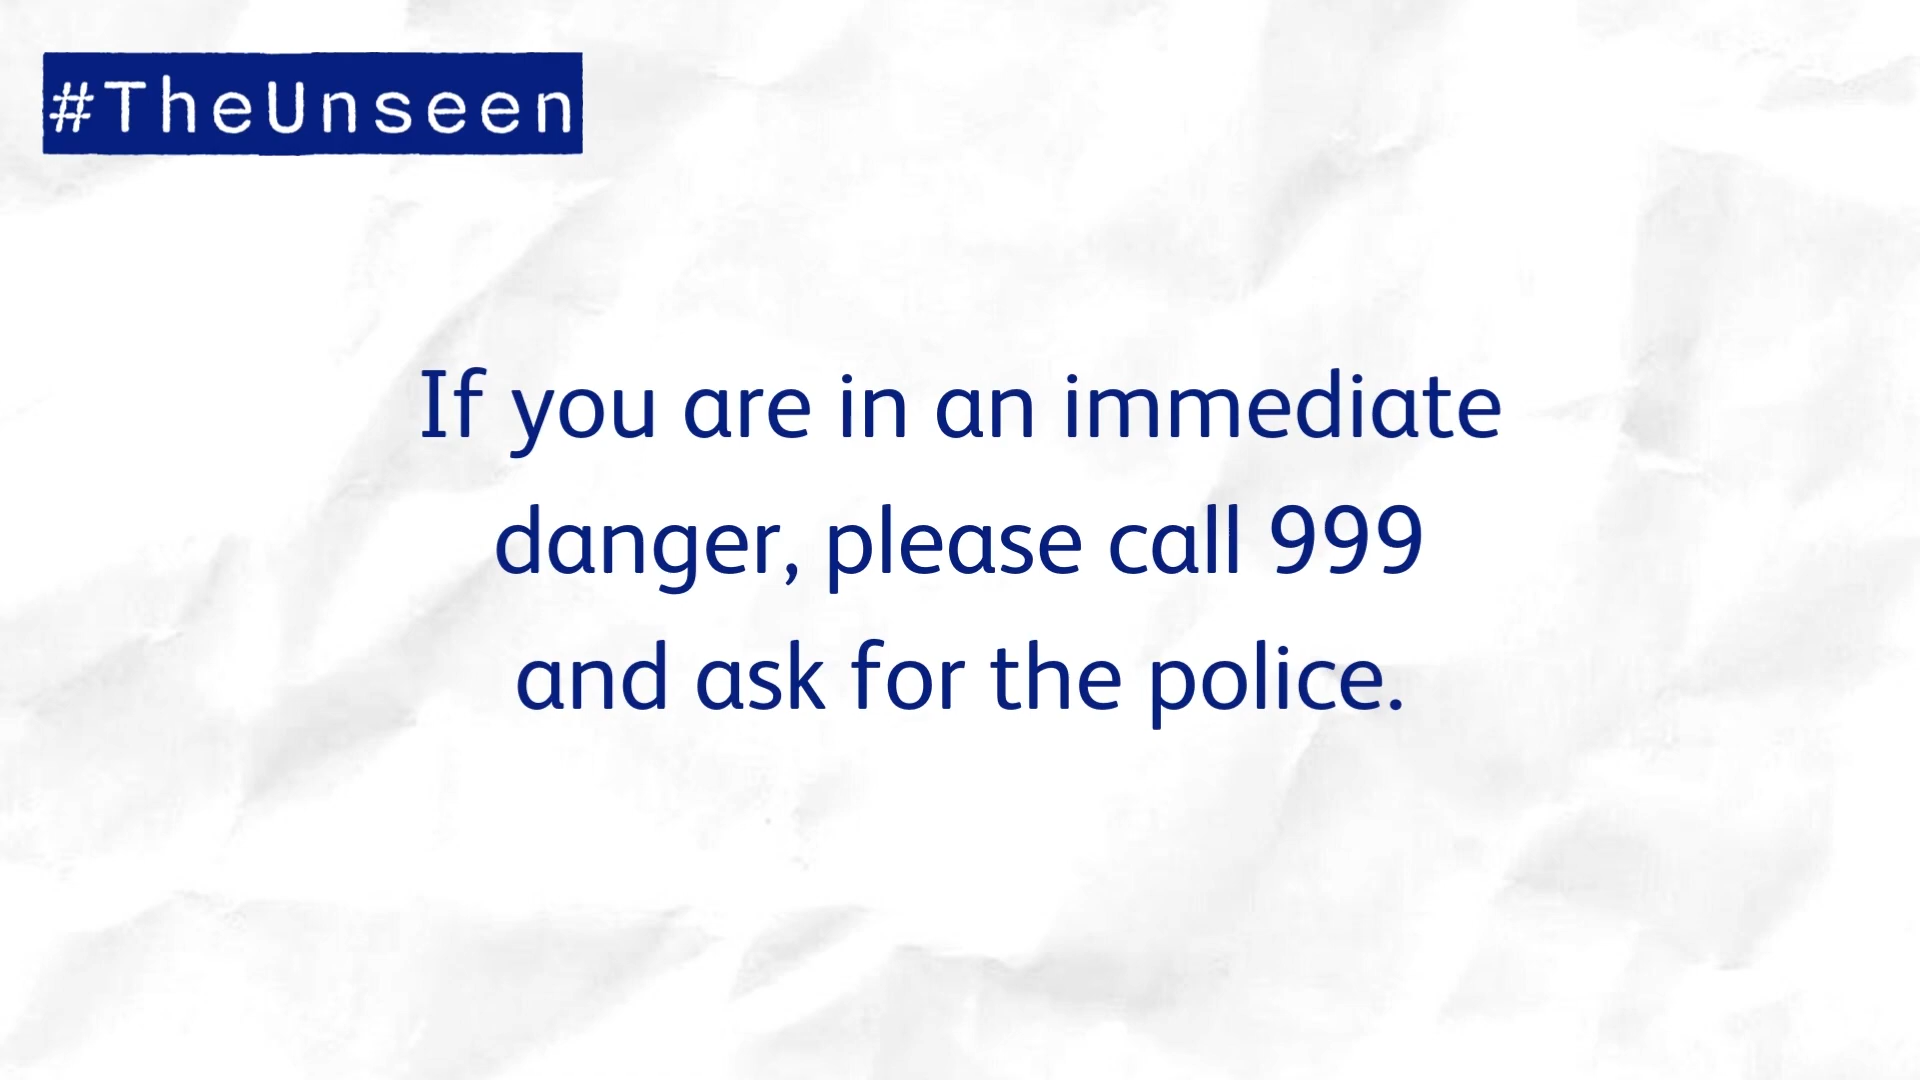 #TheUnseen
If you are in an immediate
danger, please call 999
and ask for the police.